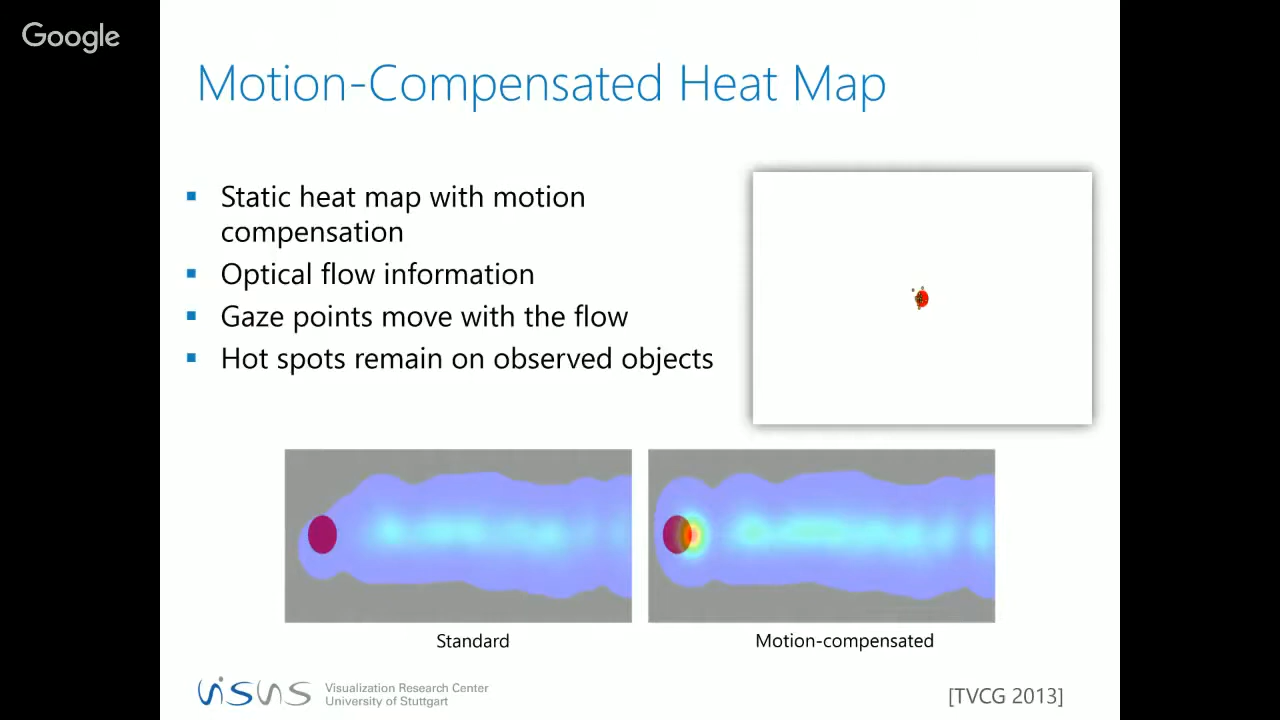 Google
Motion-Compensated Heat Map
Static heat map with motion
compensation
Optical flow information
Gaze points move with the flow
Hot spots remain on observed objects
Standard
Motion-compensated
visus
Visualization Research Center
University of Stuttgart
[TVCG 2013]